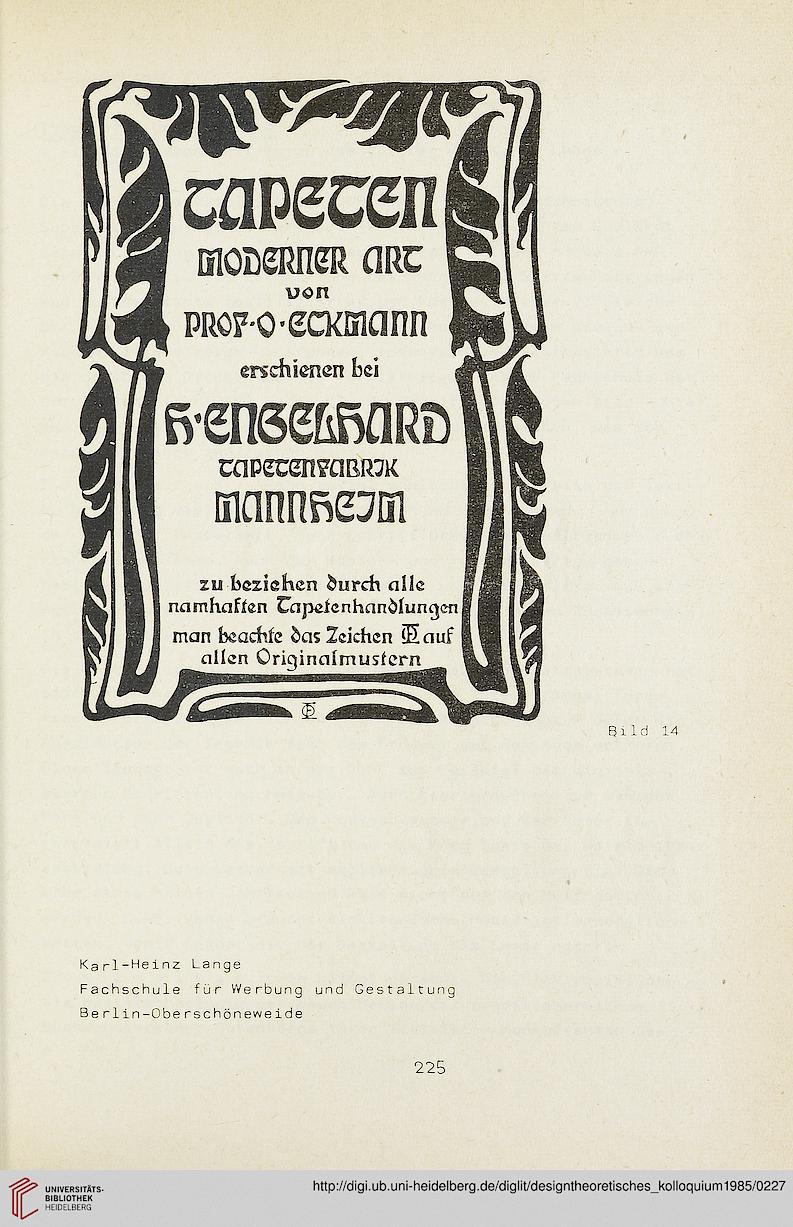 TAPETEN
MODERNER ART
von
PROF·O·ECKMANN
erschienen bei
H·ENGELHARD
TAPETENFABRIK
MANNHEIM
zu beziehen durch alle
namhaften Tapetenhandlungen
man beachte das Zeichen auf
allen Originalmustern
Bild 14
Karl-Heinz Lange
Fachschule für Werbung und Gestaltung
Berlin-Oberschöneweide
225
UNIVERSITÄTS-
BIBLIOTHEK
HEIDELBERG
http://digi.ub.uni-heidelberg.de/diglit/designtheoretisches_kolloquium1985/0227